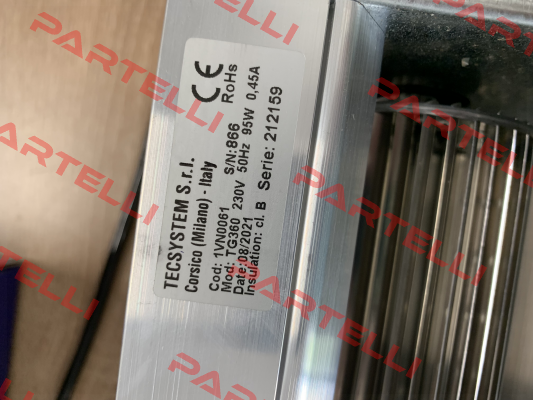 TECSYSTEM S.r.l.
Corsico (Milano) - Italy
Cod: 1VN0061 S/N:866 RoHs
Mod: TG360 230V 50Hz 95W 0,45A
Date:08/2021
Insulation: cl. B Serie: 212159
CE
PARTELLI
PARTELLI
PARTELLI
PARTELLI
PARTELLI
PARTELLI